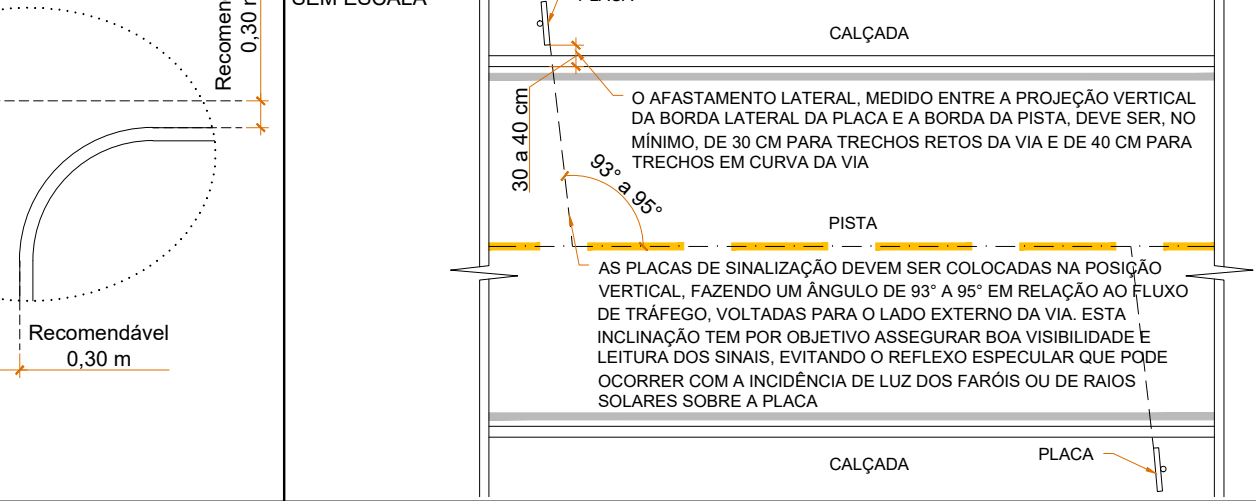 Recomen
0,30 m
Recomendável
0,30 m
SEM ESCALA
PLACA
CALÇADA
30 a 40 cm
O AFASTAMENTO LATERAL, MEDIDO ENTRE A PROJEÇÃO VERTICAL
DA BORDA LATERAL DA PLACA E A BORDA DA PISTA, DEVE SER, NO
MÍNIMO, DE 30 CM PARA TRECHOS RETOS DA VIA E DE 40 CM PARA
TRECHOS EM CURVA DA VIA
93° a 95°
PISTA
AS PLACAS DE SINALIZAÇÃO DEVEM SER COLOCADAS NA POSIÇÃO
VERTICAL, FAZENDO UM ÂNGULO DE 93° A 95° EM RELAÇÃO AO FLUXO
DE TRÁFEGO, VOLTADAS PARA O LADO EXTERNO DA VIA. ESTA
INCLINAÇÃO TEM POR OBJETIVO ASSEGURAR BOA VISIBILIDADE E
LEITURA DOS SINAIS, EVITANDO O REFLEXO ESPECULAR QUE PODE
OCORRER COM A INCIDÊNCIA DE LUZ DOS FARÓIS OU DE RAIOS
SOLARES SOBRE A PLACA
CALÇADA
PLACA